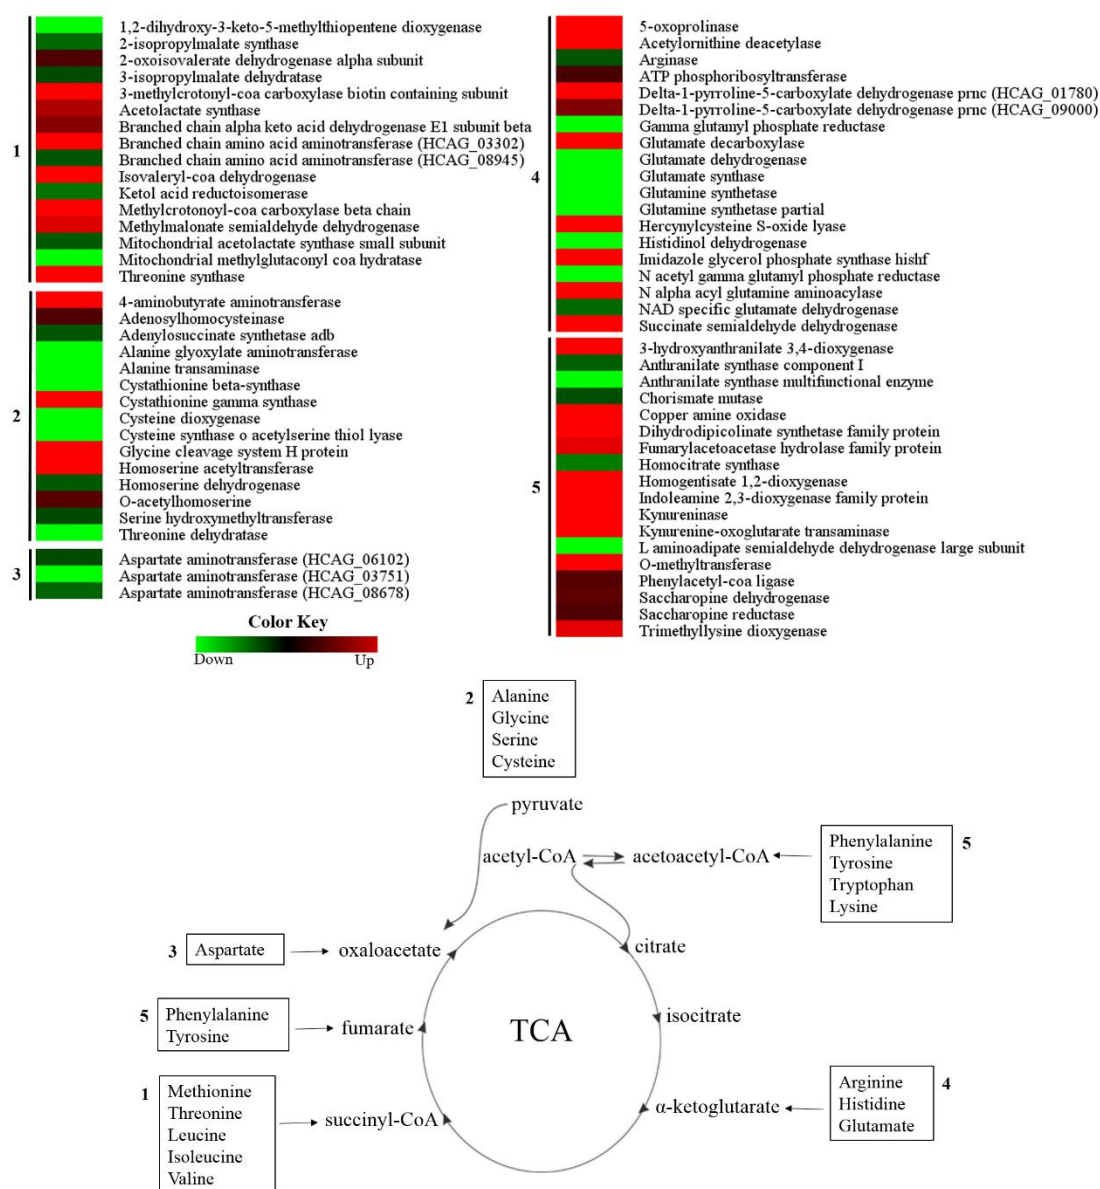 1
1,2-dihydroxy-3-keto-5-methylthiopentene dioxygenase
2-isopropylmalate synthase
2-oxoisovalerate dehydrogenase alpha subunit
3-isopropylmalate dehydratase
3-methylcrotonyl-coa carboxylase biotin containing subunit
Acetolactate synthase
Branched chain alpha keto acid dehydrogenase E1 subunit beta
Branched chain amino acid aminotransferase (HCAG_03302)
Branched chain amino acid aminotransferase (HCAG_08945)
Isovaleryl-coa dehydrogenase
Ketol acid reductoisomerase
Methylcrotonoyl-coa carboxylase beta chain
Methylmalonate semialdehyde dehydrogenase
Mitochondrial acetolactate synthase small subunit
Mitochondrial methylglutaconyl coa hydratase
Threonine synthase
2
4-aminobutyrate aminotransferase
Adenosylhomocysteinase
Adenylosuccinate synthetase adb
Alanine glyoxylate aminotransferase
Alanine transaminase
Cystathionine beta-synthase
Cystathionine gamma synthase
Cysteine dioxygenase
Cysteine synthase o acetylserine thiol lyase
Glycine cleavage system H protein
Homoserine acetyltransferase
Homoserine dehydrogenase
O-acetylhomoserine
Serine hydroxymethyltransferase
Threonine dehydratase
3
Aspartate aminotransferase (HCAG_06102)
Aspartate aminotransferase (HCAG_03751)
Aspartate aminotransferase (HCAG_08678)
Color Key
Down Up
4
5-oxoprolinase
Acetylornithine deacetylase
Arginase
ATP phosphoribosyltransferase
Delta-1-pyrroline-5-carboxylate dehydrogenase prnc (HCAG_01780)
Delta-1-pyrroline-5-carboxylate dehydrogenase prnc (HCAG_09000)
Gamma glutamyl phosphate reductase
Glutamate decarboxylase
Glutamate dehydrogenase
Glutamate synthase
Glutamine synthetase
Glutamine synthetase partial
Hercynylcysteine S-oxide lyase
Histidinol dehydrogenase
Imidazole glycerol phosphate synthase hishf
N acetyl gamma glutamyl phosphate reductase
N alpha acyl glutamine aminoacylase
NAD specific glutamate dehydrogenase
Succinate semialdehyde dehydrogenase
5
3-hydroxyanthranilate 3,4-dioxygenase
Anthranilate synthase component I
Anthranilate synthase multifunctional enzyme
Chorismate mutase
Copper amine oxidase
Dihydrodipicolinate synthetase family protein
Fumarylacetoacetate hydrolase family protein
Homocitrate synthase
Homogentisate 1,2-dioxygenase
Indoleamine 2,3-dioxygenase family protein
Kynureninase
Kynurenine-oxoglutarate transaminase
L aminoadipate semialdehyde dehydrogenase large subunit
O-methyltransferase
Phenylacetyl-coa ligase
Saccharopine dehydrogenase
Saccharopine reductase
Trimethyllysine dioxygenase
2
Alanine
Glycine
Serine
Cysteine
pyruvate
acetyl-CoA
acetoacetyl-CoA
Phenylalanine
Tyrosine
Tryptophan
Lysine
5
3
Aspartate
oxaloacetate
citrate
5
Phenylalanine
Tyrosine
fumarate
TCA
isocitrate
1
Methionine
Threonine
Leucine
Isoleucine
Valine
succinyl-CoA
α-ketoglutarate
Arginine
Histidine
Glutamate
4